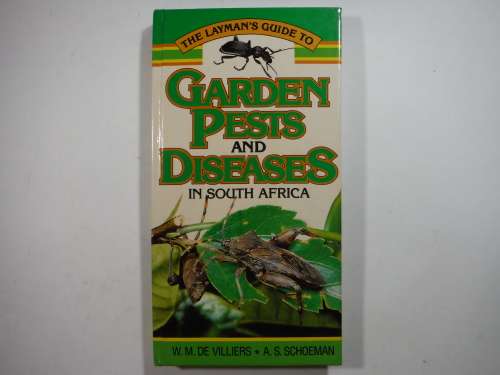 THE LAYMAN'S GUIDE TO
GARDEN
PESTS
AND
DISEASES
IN SOUTH AFRICA
W. M. DE VILLIERS • A. S. SCHOEMAN